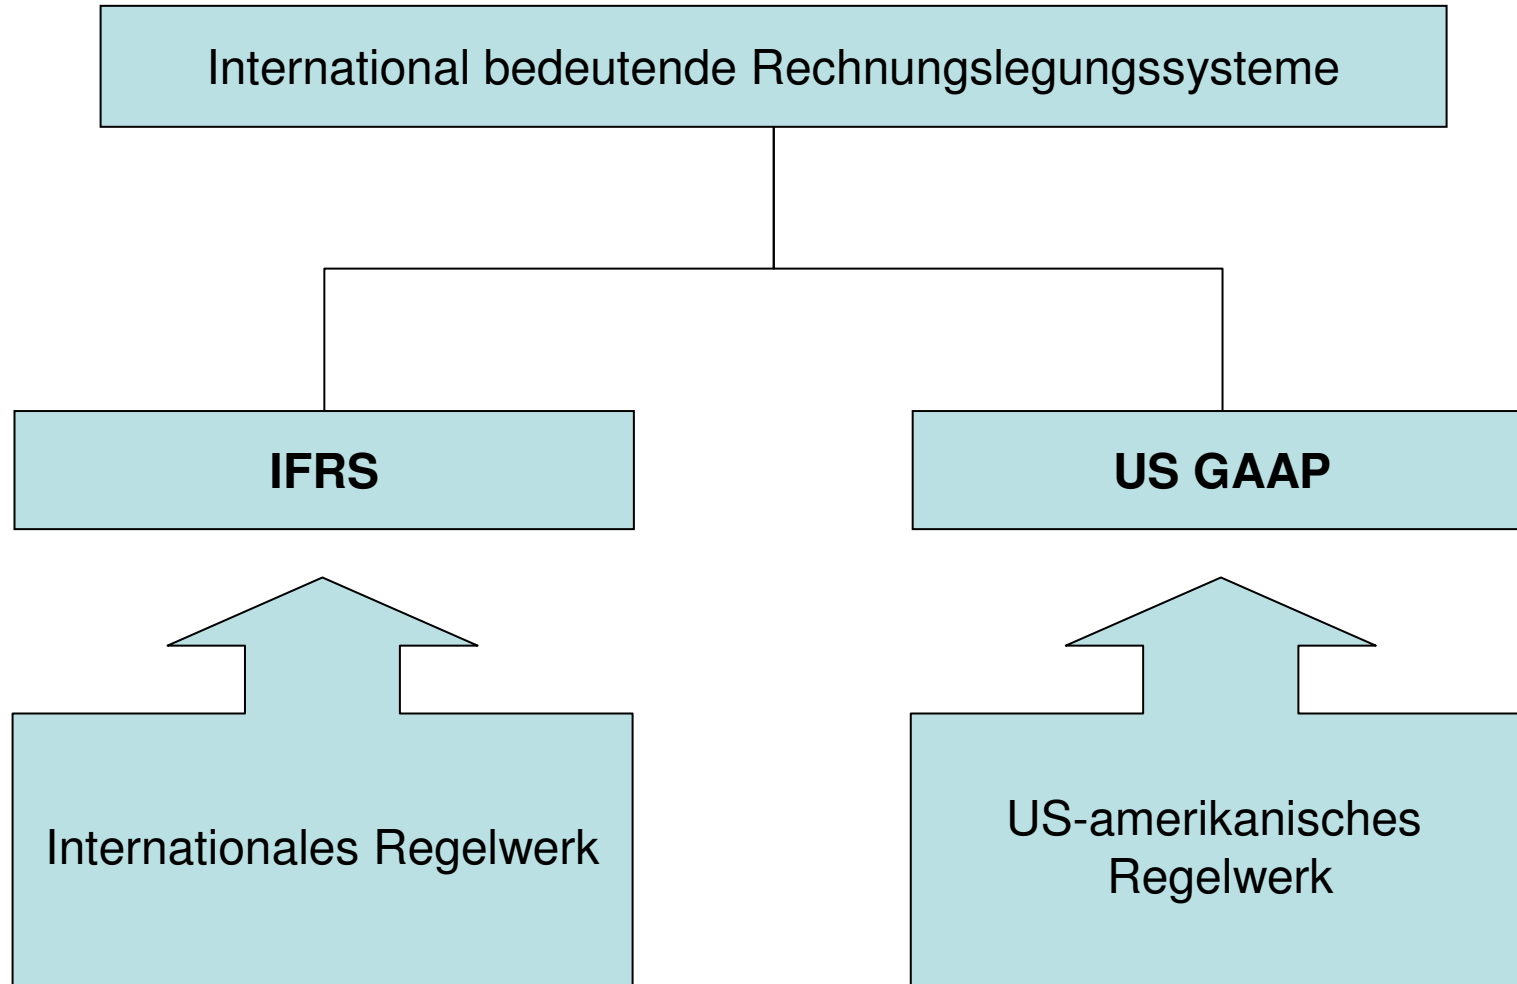 International bedeutende Rechnungslegungssysteme
IFRS
US GAAP
Internationales Regelwerk
US-amerikanisches
Regelwerk